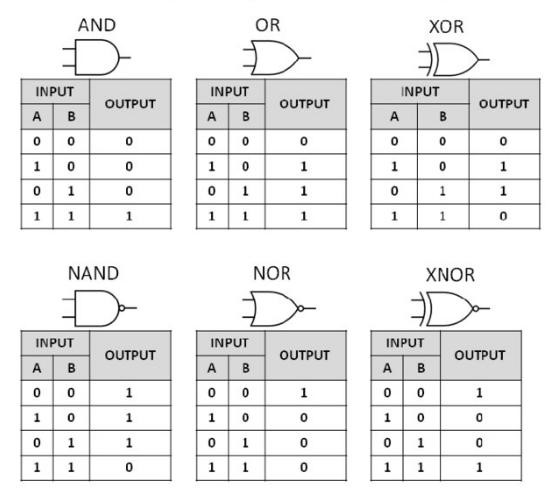 AND OR XOR
INPUT OUTPUT INPUT OUTPUT INPUT OUTPUT
A B A B A B
0 0 0 0 0 0 0 0 0
1 0 0 1 0 1 1 0 1
0 1 0 0 1 1 0 1 1
1 1 1 1 1 1 1 1 0
NAND NOR XNOR
INPUT OUTPUT INPUT OUTPUT INPUT OUTPUT
A B A B A B
0 0 1 0 0 1 0 0 1
1 0 1 1 0 0 1 0 0
0 1 1 0 1 0 0 1 0
1 1 0 1 1 0 1 1 1